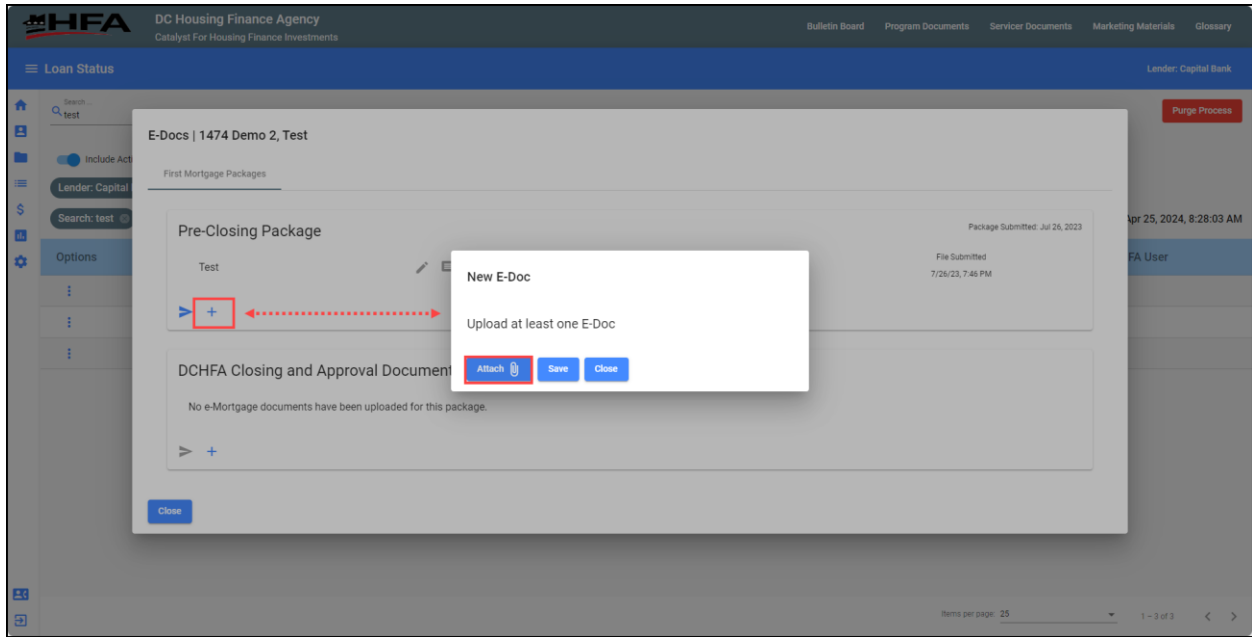 HFA
DC Housing Finance Agency
Catalyst For Housing Finance Investments
Bulletin Board Program Documents Servicer Documents Marketing Materials Glossary
Loan Status
Lender: Capital Bank
Search ...
test
Purge Process
E-Docs | 1474 Demo 2, Test
Include Acti
First Mortgage Packages
Lender: Capital
Search: test
Apr 25, 2024, 8:28:03 AM
Pre-Closing Package
Package Submitted: Jul 26, 2023
Options
FA User
Test
File Submitted
7/26/23, 7:46 PM
New E-Doc
Upload at least one E-Doc
Attach Save Close
DCHFA Closing and Approval Document
No e-Mortgage documents have been uploaded for this package.
Close
Items per page: 25
1 – 3 of 3